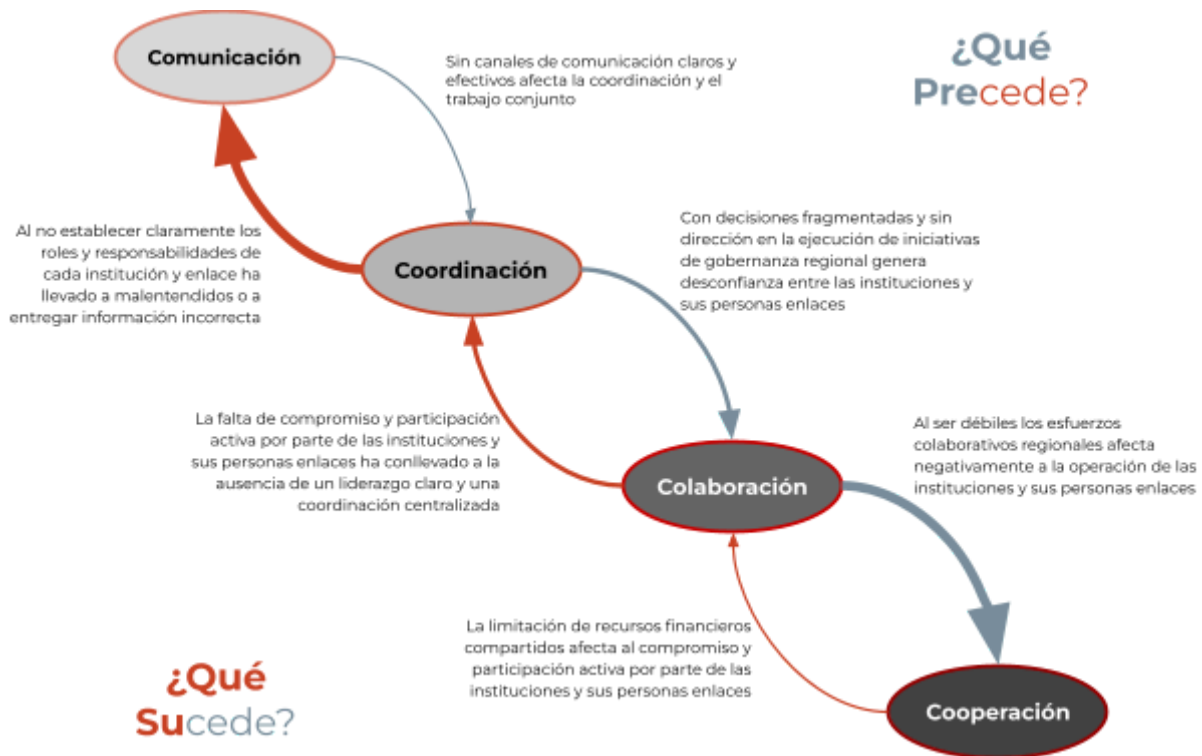 Comunicación
Sin canales de comunicación claros y
efectivos afecta la coordinación y el
trabajo conjunto
¿Qué
Precede?
Al no establecer claramente los
roles y responsabilidades de
cada institución y enlace ha
llevado a malentendidos o a
entregar información incorrecta
Coordinación
Con decisiones fragmentadas y sin
dirección en la ejecución de iniciativas
de gobernanza regional genera
desconfianza entre las instituciones y
sus personas enlaces
La falta de compromiso y participación
activa por parte de las instituciones y
sus personas enlaces ha conllevado a la
ausencia de un liderazgo claro y una
coordinación centralizada
Colaboración
Al ser débiles los esfuerzos
colaborativos regionales afecta
negativamente a la operación de las
instituciones y sus personas enlaces
La limitación de recursos financieros
compartidos afecta al compromiso y
participación activa por parte de las
instituciones y sus personas enlaces
¿Qué
Sucede?
Cooperación